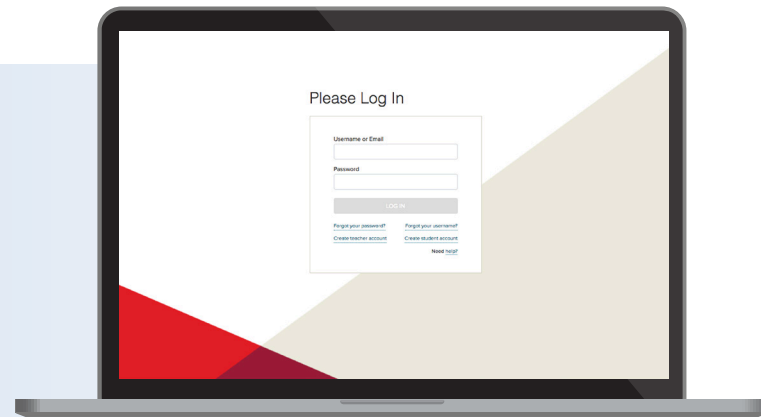 Please Log In
Username or Email
Password
LOG IN
Forgot your password? Forgot your username?
Create teacher account Create student account
Need help?